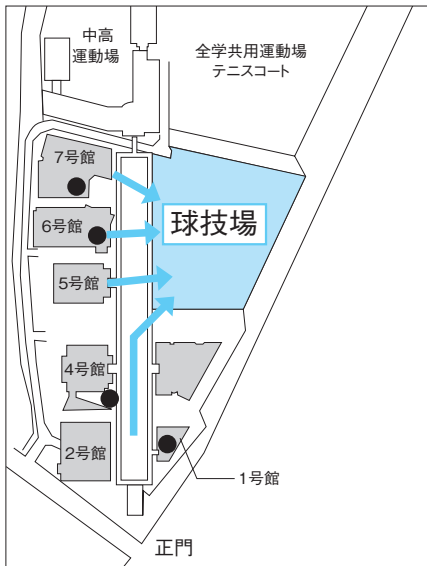 中高
運動場
全学共用運動場
テニスコート
7号館
6号館
球技場
5号館
4号館
2号館
1号館
正門